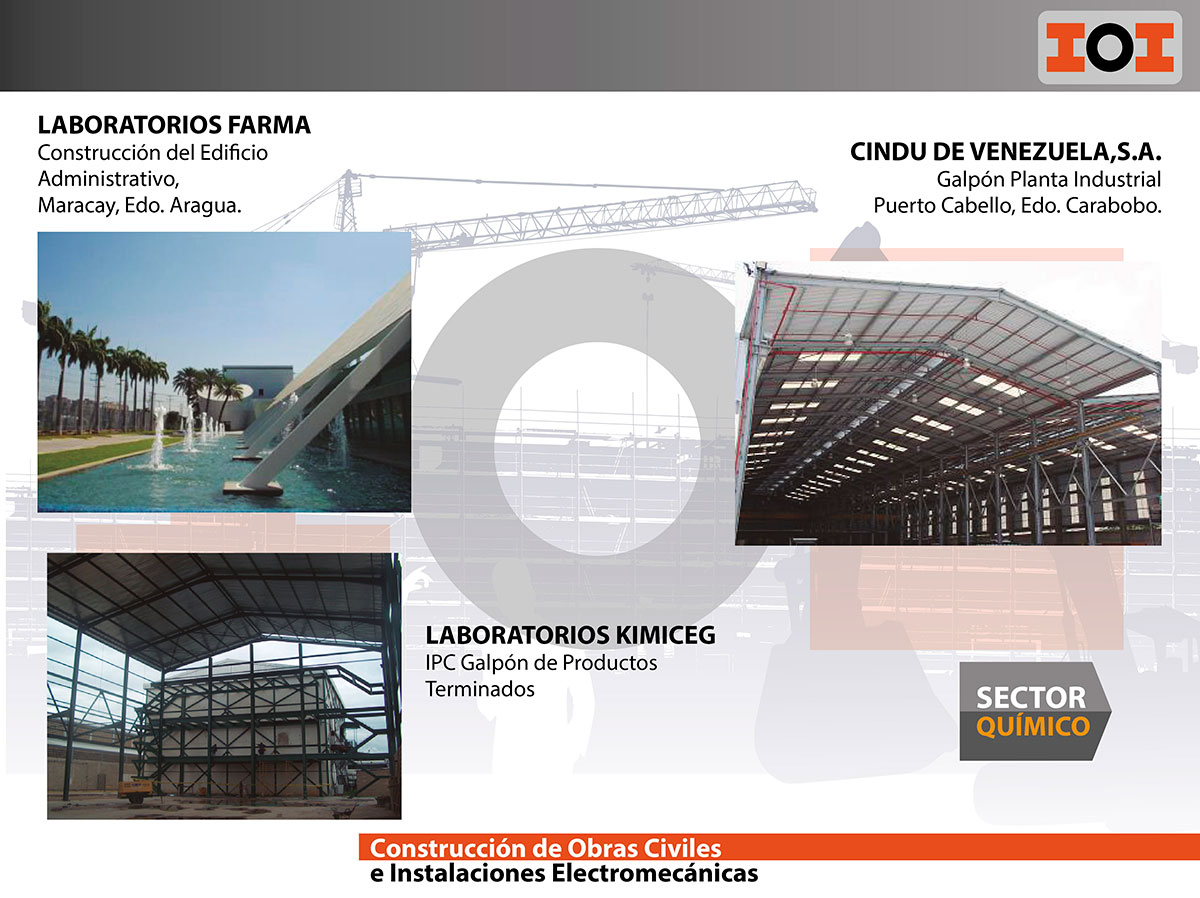 IOI
LABORATORIOS FARMA
Construcción del Edificio
Administrativo,
Maracay, Edo. Aragua.
CINDU DE VENEZUELA,S.A.
Galpón Planta Industrial
Puerto Cabello, Edo. Carabobo.
LABORATORIOS KIMICEG
IPC Galpón de Productos
Terminados
SECTOR
QUÍMICO
Construcción de Obras Civiles
e Instalaciones Electromecánicas